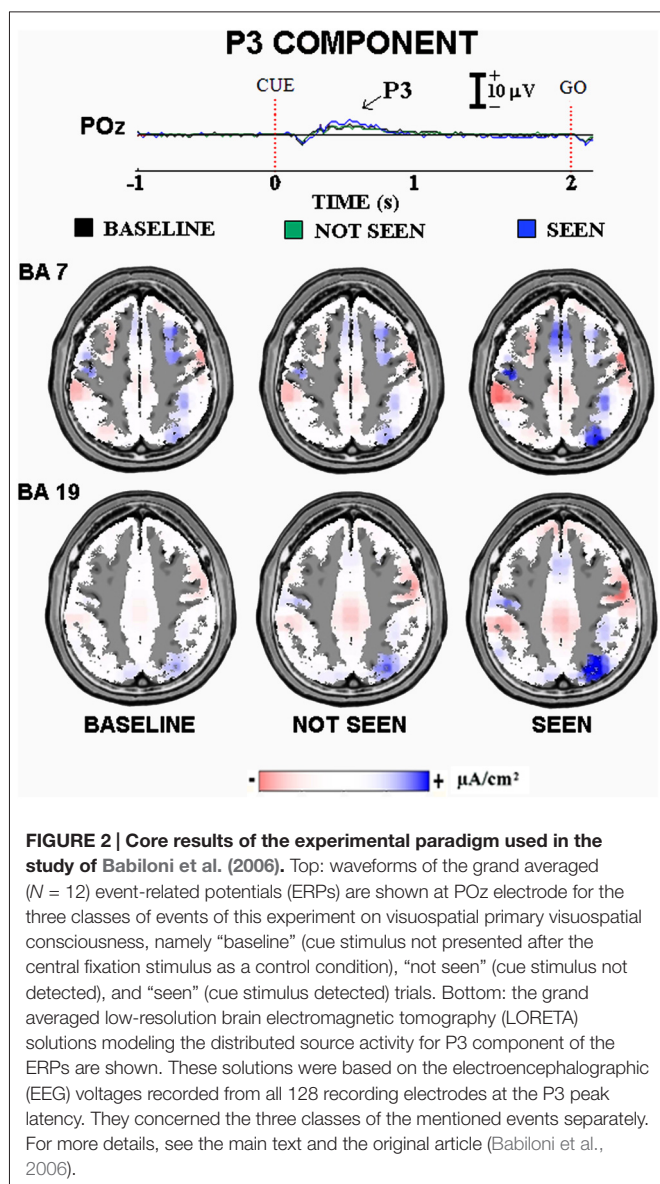 P3 COMPONENT
CUE
P3
+
10 µV
−
GO
POz
-1
0
1
2
TIME (s)
BASELINE
NOT SEEN
SEEN
BA 7
BA 19
BASELINE
NOT SEEN
SEEN
- + µA/cm²
FIGURE 2 | Core results of the experimental paradigm used in the
study of Babiloni et al. (2006). Top: waveforms of the grand averaged
(N = 12) event-related potentials (ERPs) are shown at POz electrode for the
three classes of events of this experiment on visuospatial primary visuospatial
consciousness, namely “baseline” (cue stimulus not presented after the
central fixation stimulus as a control condition), “not seen” (cue stimulus not
detected), and “seen” (cue stimulus detected) trials. Bottom: the grand
averaged low-resolution brain electromagnetic tomography (LORETA)
solutions modeling the distributed source activity for P3 component of the
ERPs are shown. These solutions were based on the electroencephalographic
(EEG) voltages recorded from all 128 recording electrodes at the P3 peak
latency. They concerned the three classes of the mentioned events separately.
For more details, see the main text and the original article (Babiloni et al.,
2006).